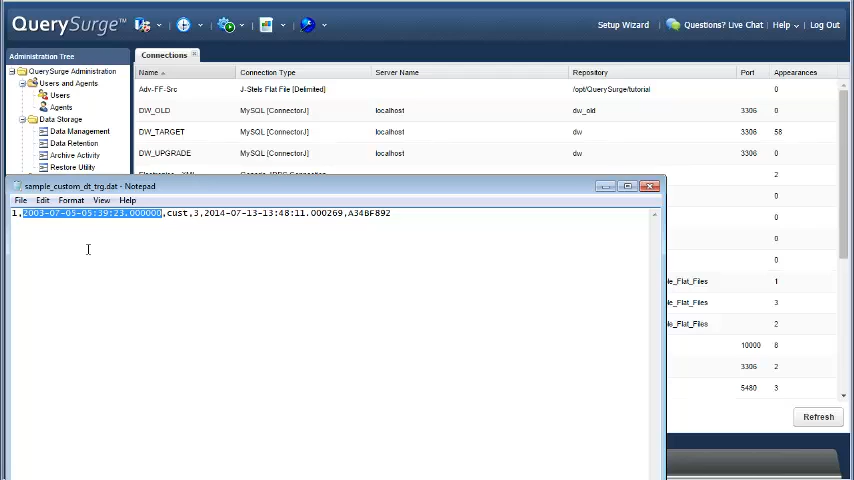 QuerySurge™
Setup Wizard
Questions? Live Chat
Help
Log Out
Administration Tree
QuerySurge Administration
Users and Agents
Users
Agents
Data Storage
Data Management
Data Retention
Archive Activity
Restore Utility
Connections
Name Connection Type Server Name Repository Port Appearances
Adv-FF-Src J-Stels Flat File [Delimited] /opt/QuerySurge/tutorial 0
DW_OLD MySQL [ConnectorJ] localhost dw_old 3306 0
DW_TARGET MySQL [ConnectorJ] localhost dw 3306 58
DW_UPGRADE MySQL [ConnectorJ] localhost dw 3306 0
2
0
0
0
0
le_Flat_Files 1
le_Flat_Files 3
le_Flat_Files 2
10000 8
3306 2
5480 3
Refresh
sample_custom_dt_trg.dat - Notepad
File Edit Format View Help
1,2003-07-05-05:39:23.000000,cust,3,2014-07-13-13:48:11.000269,A34BF892